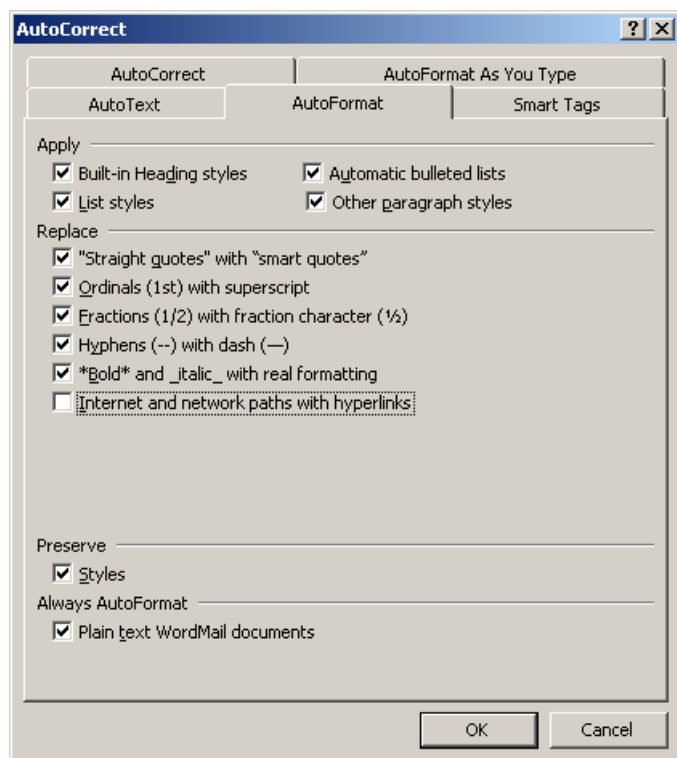 AutoCorrect
AutoCorrect AutoFormat As You Type
AutoText AutoFormat Smart Tags
Apply
Built-in Heading styles Automatic bulleted lists
List styles Other paragraph styles
Replace
"Straight quotes" with “smart quotes”
Ordinals (1st) with superscript
Fractions (1/2) with fraction character (½)
Hyphens (--) with dash (—)
*Bold* and _italic_ with real formatting
Internet and network paths with hyperlinks
Preserve
Styles
Always AutoFormat
Plain text WordMail documents
OK Cancel